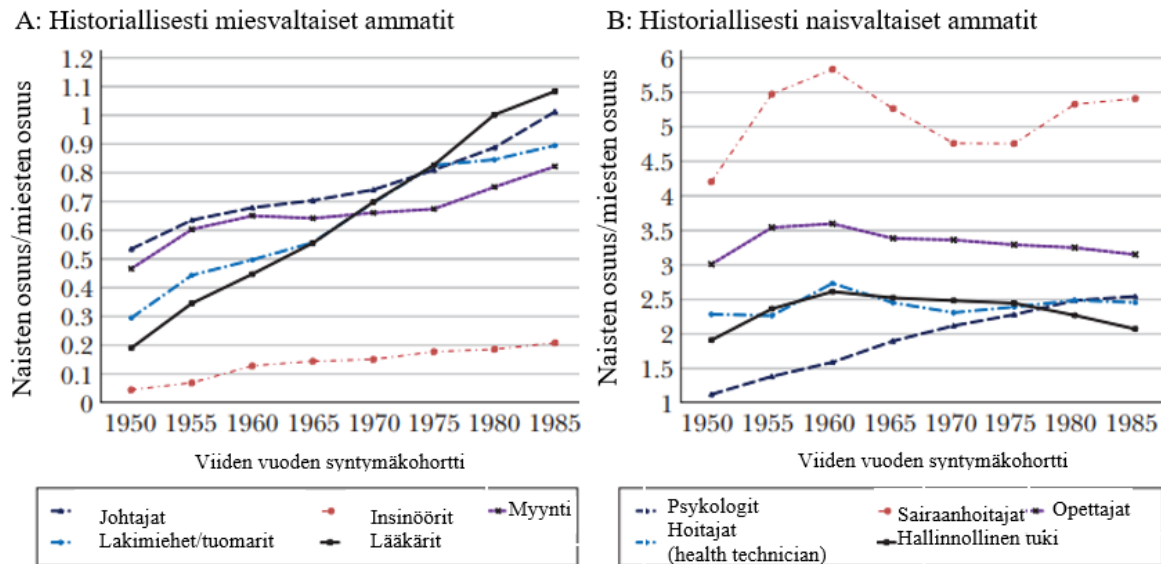 A: Historiallisesti miesvaltaiset ammatit
Naisten osuus/miesten osuus
1.2
1.1
1
0.9
0.8
0.7
0.6
0.5
0.4
0.3
0.2
0.1
0
1950 1955 1960 1965 1970 1975 1980 1985
Viiden vuoden syntymäkohortti
Johtajat
Insinöörit
Myynti
Lakimiehet/tuomarit
Lääkärit
B: Historiallisesti naisvaltaiset ammatit
Naisten osuus/miesten osuus
6
5.5
5
4.5
4
3.5
3
2.5
2
1.5
1
1950 1955 1960 1965 1970 1975 1980 1985
Viiden vuoden syntymäkohortti
Psykologit
Sairaanhoitajat
Opettajat
Hoitajat
(health technician)
Hallinnollinen tuki